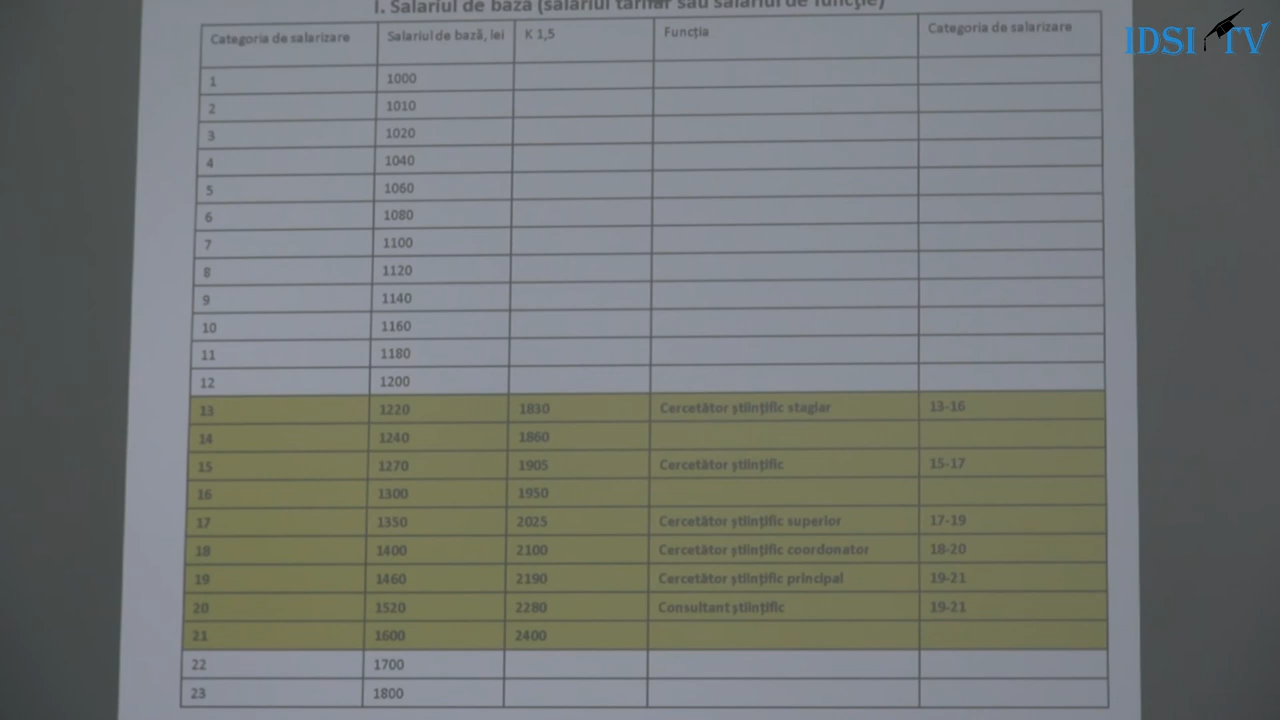 I. Salariul de bază (salariul tarifar sau salariul de funcţie)
IDSI TV
Categoria de salarizare Salariul de bază, lei K 1,5 Funcţia Categoria de salarizare
1 1000
2 1010
3 1020
4 1040
5 1060
6 1080
7 1100
8 1120
9 1140
10 1160
11 1180
12 1200
13 1220 1830 Cercetător ştiinţific stagiar 13-16
14 1240 1860
15 1270 1905 Cercetător ştiinţific 15-17
16 1300 1950
17 1350 2025 Cercetător ştiinţific superior 17-19
18 1400 2100 Cercetător ştiinţific coordonator 18-20
19 1460 2190 Cercetător ştiinţific principal 19-21
20 1520 2280 Consultant ştiinţific 19-21
21 1600 2400
22 1700
23 1800